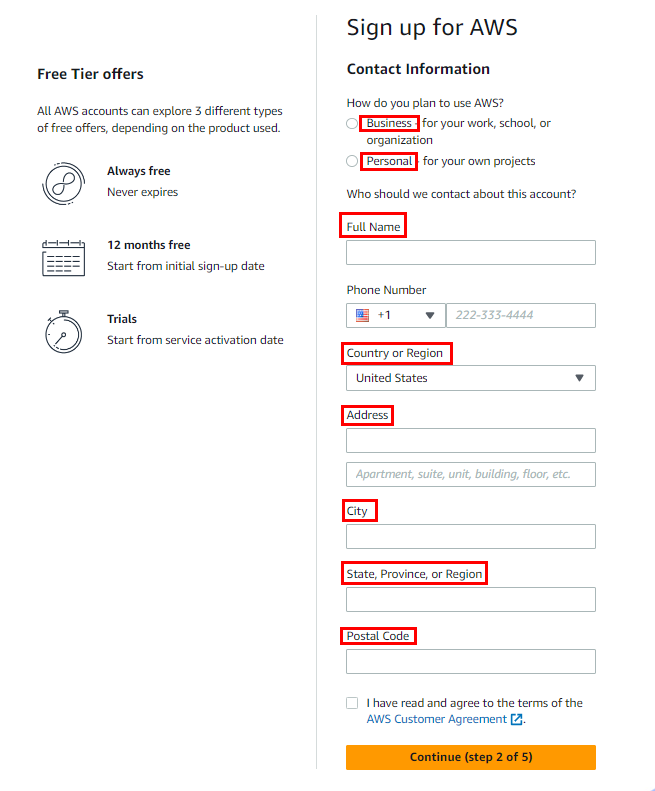 Free Tier offers
All AWS accounts can explore 3 different types
of free offers, depending on the product used.
Always free
Never expires
12 months free
Start from initial sign-up date
Trials
Start from service activation date
Sign up for AWS
Contact Information
How do you plan to use AWS?
Business - for your work, school, or
organization
Personal - for your own projects
Who should we contact about this account?
Full Name
Phone Number
+1
222-333-4444
Country or Region
United States
Address
Apartment, suite, unit, building, floor, etc.
City
State, Province, or Region
Postal Code
I have read and agree to the terms of the
AWS Customer Agreement.
Continue (step 2 of 5)